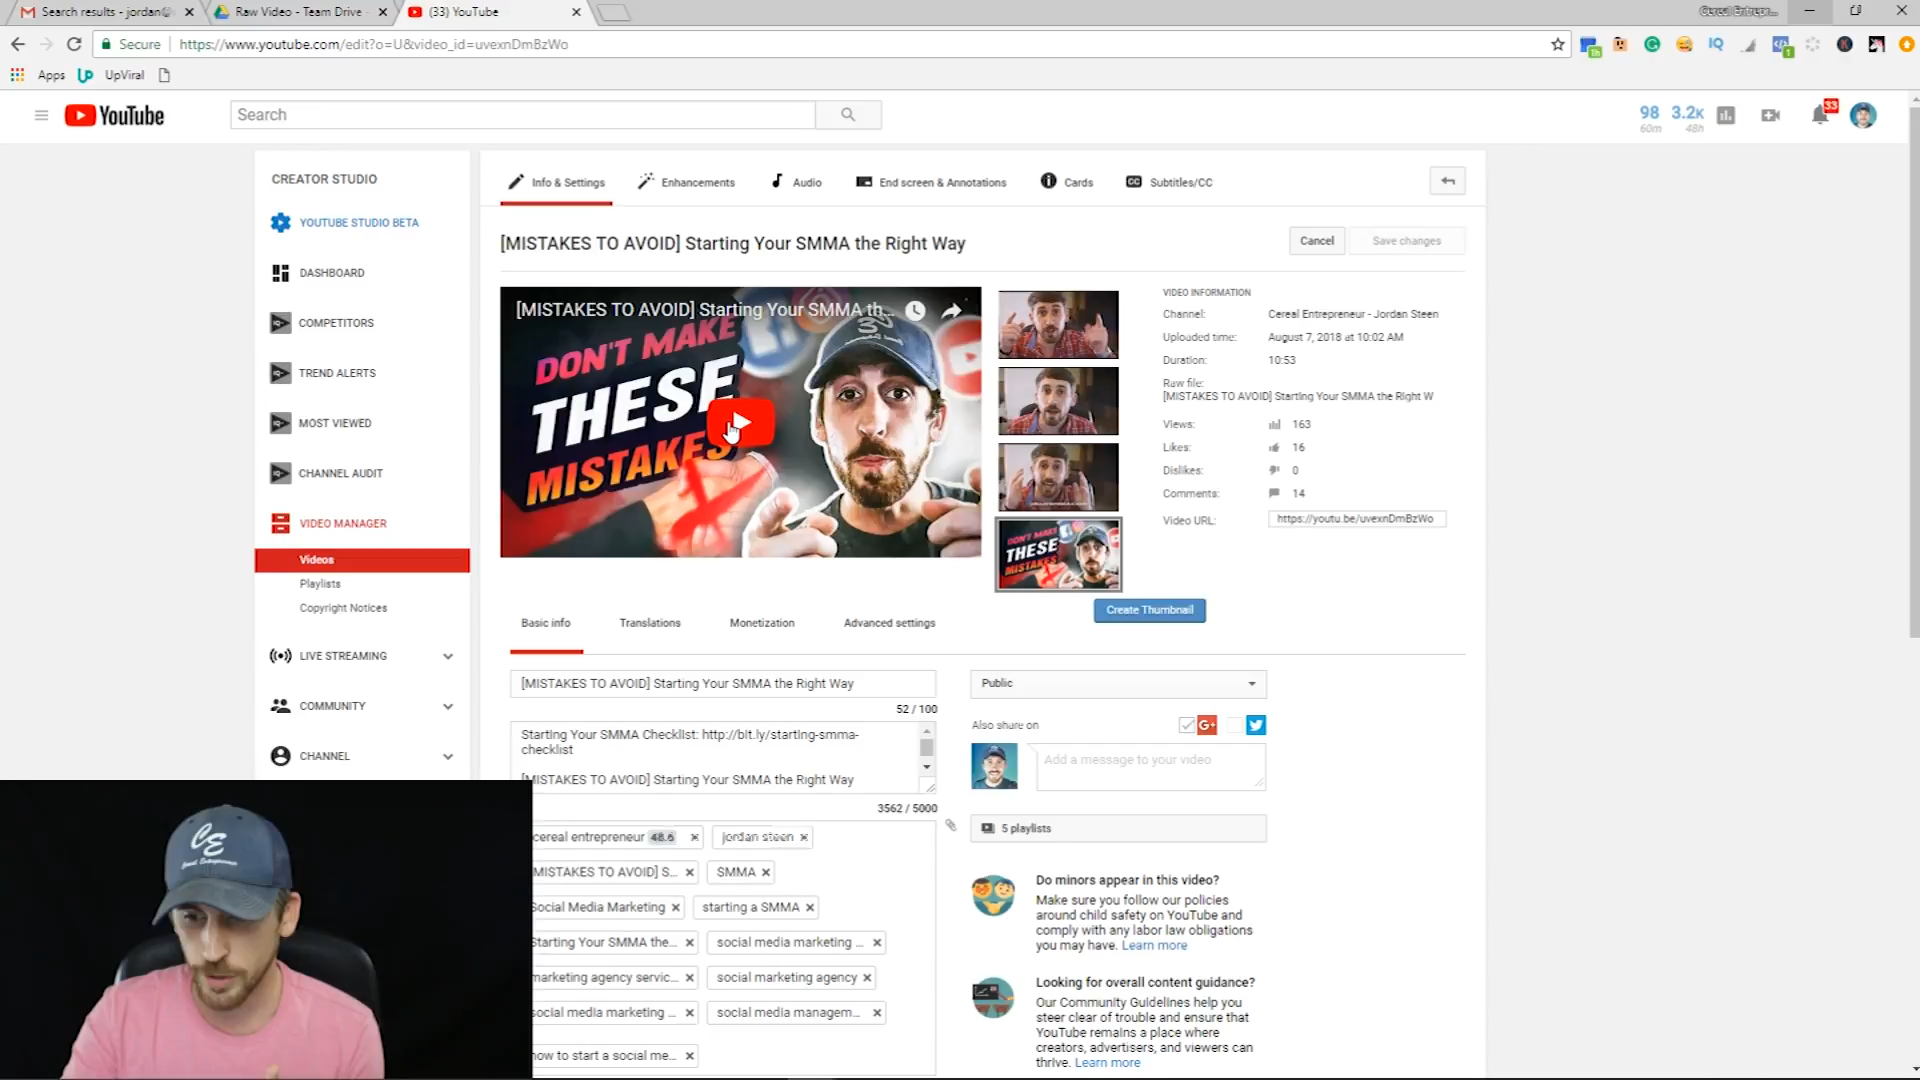 Search results - jordan@
Raw Video - Team Drive -
(33) YouTube
Secure
https://www.youtube.com/edit?o=U&video_id=uvexnDmBzWo
Apps
UpViral
YouTube
Search
98
60m
3.2K
48h
33
CREATOR STUDIO
YOUTUBE STUDIO BETA
DASHBOARD
COMPETITORS
TREND ALERTS
MOST VIEWED
CHANNEL AUDIT
VIDEO MANAGER
Videos
Playlists
Copyright Notices
LIVE STREAMING
COMMUNITY
CHANNEL
Info & Settings
Enhancements
Audio
End screen & Annotations
Cards
CC
Subtitles/CC
[MISTAKES TO AVOID] Starting Your SMMA the Right Way
Cancel
Save changes
[MISTAKES TO AVOID] Starting Your SMMA th...
DON'T MAKE
THESE
MISTAKES
DON'T MAKE
THESE
MISTAKES
Create Thumbnail
VIDEO INFORMATION
Channel: Cereal Entrepreneur - Jordan Steen
Uploaded time: August 7, 2018 at 10:02 AM
Duration: 10:53
Raw file:
[MISTAKES TO AVOID] Starting Your SMMA the Right W
Views: 163
Likes: 16
Dislikes: 0
Comments: 14
Video URL: https://youtu.be/uvexnDmBzWo
Basic info
Translations
Monetization
Advanced settings
[MISTAKES TO AVOID] Starting Your SMMA the Right Way
52 / 100
Starting Your SMMA Checklist: http://bit.ly/starting-smma-
checklist
[MISTAKES TO AVOID] Starting Your SMMA the Right Way
3562 / 5000
cereal entrepreneur 48.6
jordan steen
MISTAKES TO AVOID] S...
SMMA
Social Media Marketing
starting a SMMA
Starting Your SMMA the...
social media marketing ...
marketing agency servic...
social marketing agency
social media marketing ...
social media managem...
how to start a social me...
Public
Also share on
G+
Add a message to your video
5 playlists
Do minors appear in this video?
Make sure you follow our policies
around child safety on YouTube and
comply with any labor law obligations
you may have. Learn more
Looking for overall content guidance?
Our Community Guidelines help you
steer clear of trouble and ensure that
YouTube remains a place where
creators, advertisers, and viewers can
thrive. Learn more
CE